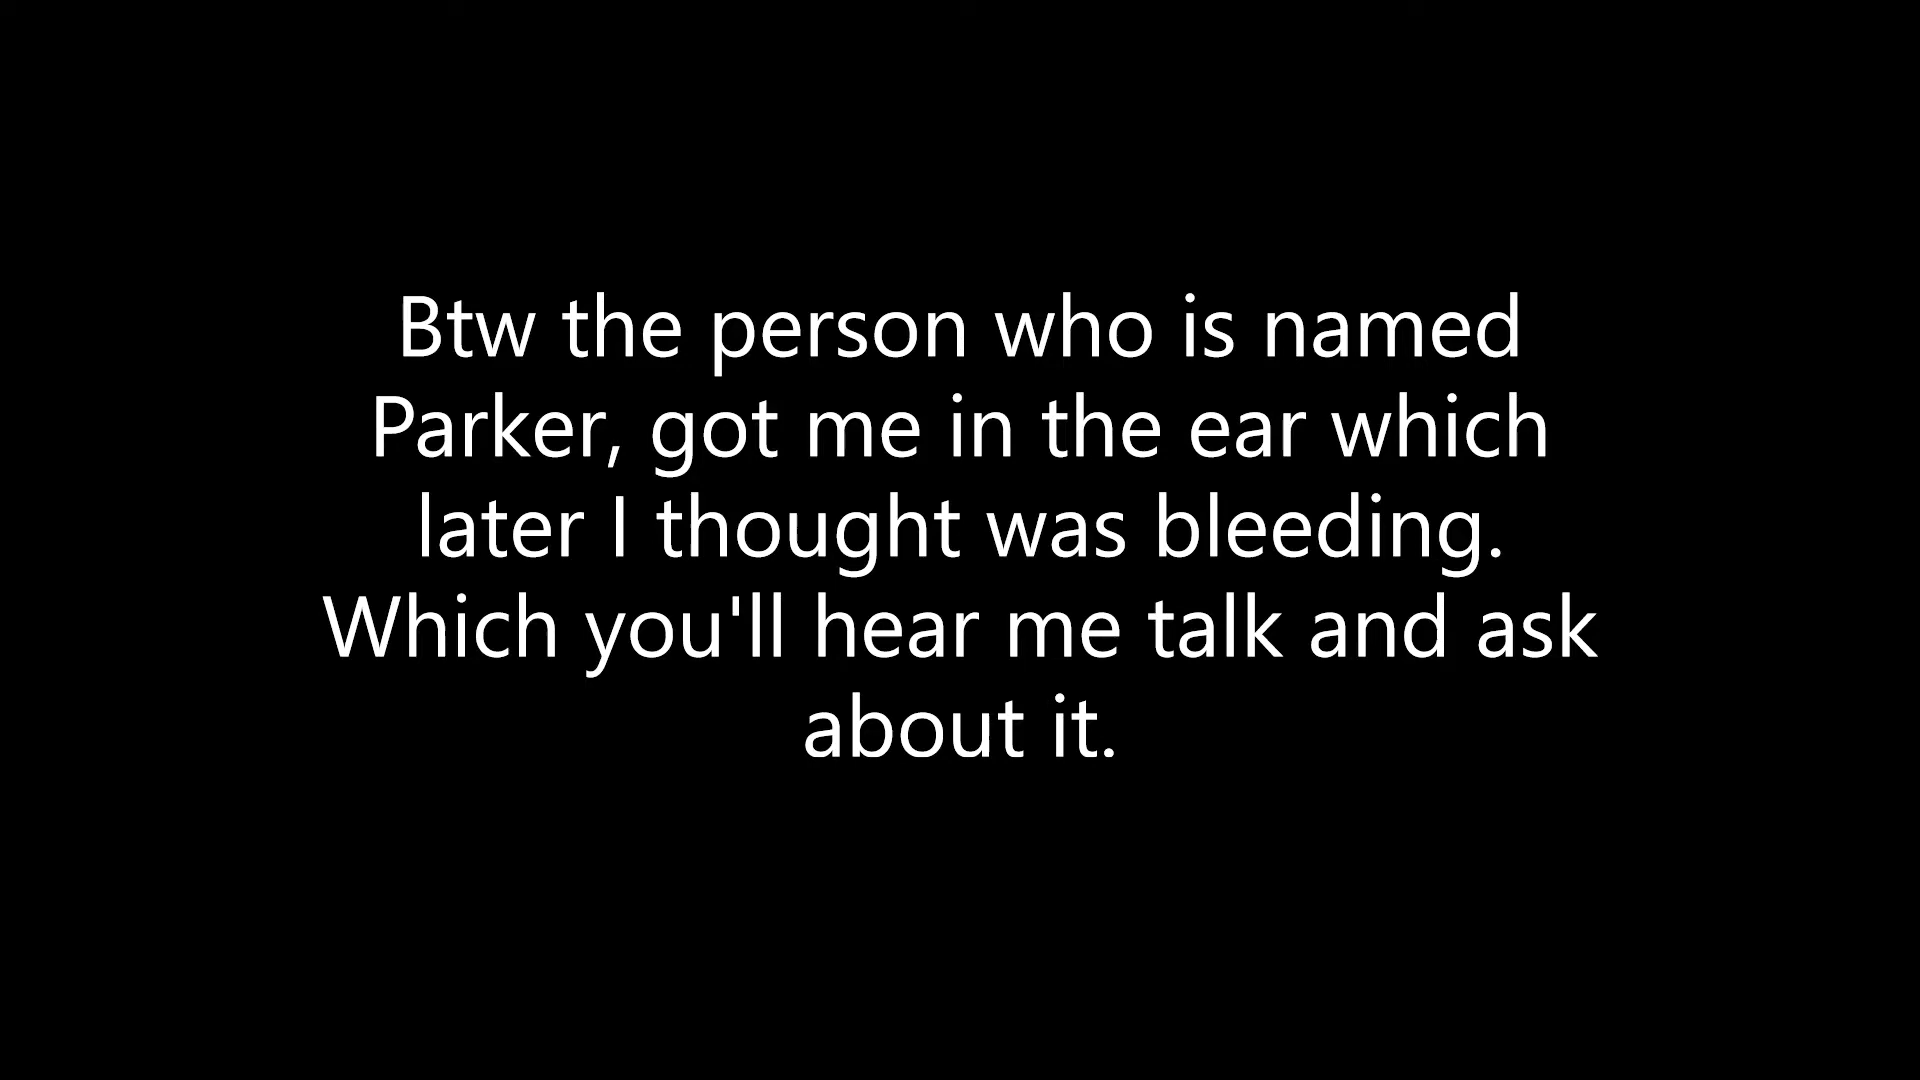 Btw the person who is named
Parker, got me in the ear which
later I thought was bleeding.
Which you'll hear me talk and ask
about it.